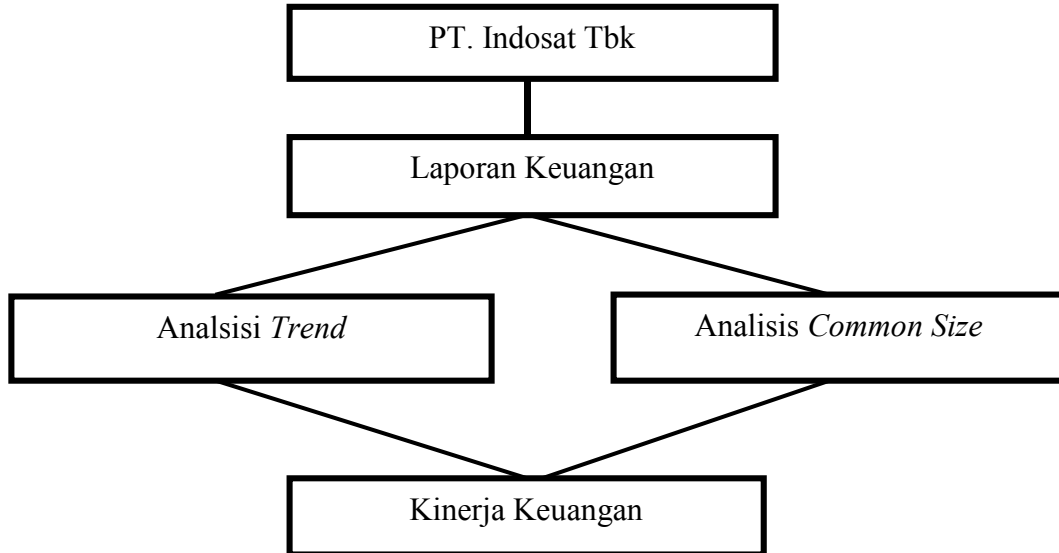 PT. Indosat Tbk
Laporan Keuangan
Analsisi Trend
Analisis Common Size
Kinerja Keuangan